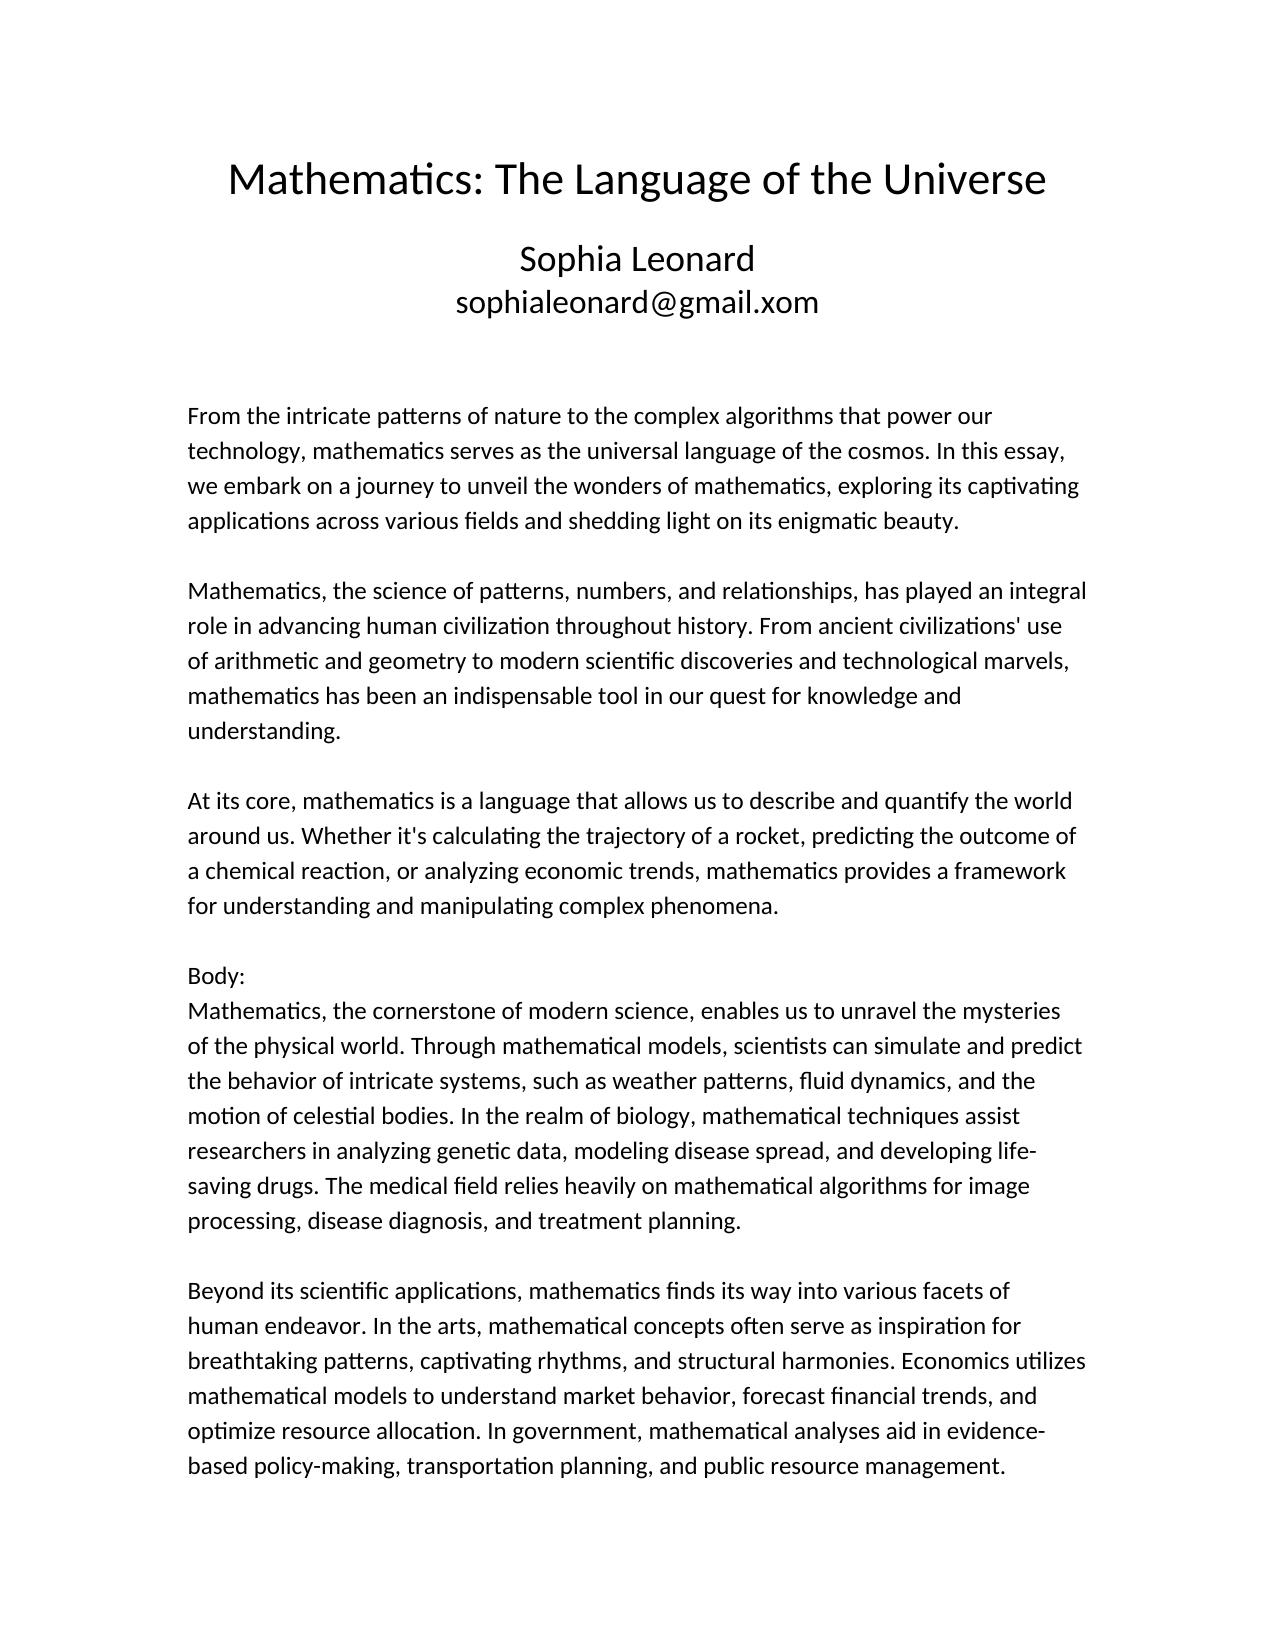 Mathematics: The Language of the Universe
Sophia Leonard
sophialeonard@gmail.xom
From the intricate patterns of nature to the complex algorithms that power our
technology, mathematics serves as the universal language of the cosmos. In this essay,
we embark on a journey to unveil the wonders of mathematics, exploring its captivating
applications across various fields and shedding light on its enigmatic beauty.
Mathematics, the science of patterns, numbers, and relationships, has played an integral
role in advancing human civilization throughout history. From ancient civilizations' use
of arithmetic and geometry to modern scientific discoveries and technological marvels,
mathematics has been an indispensable tool in our quest for knowledge and
understanding.
At its core, mathematics is a language that allows us to describe and quantify the world
around us. Whether it's calculating the trajectory of a rocket, predicting the outcome of
a chemical reaction, or analyzing economic trends, mathematics provides a framework
for understanding and manipulating complex phenomena.
Body:
Mathematics, the cornerstone of modern science, enables us to unravel the mysteries
of the physical world. Through mathematical models, scientists can simulate and predict
the behavior of intricate systems, such as weather patterns, fluid dynamics, and the
motion of celestial bodies. In the realm of biology, mathematical techniques assist
researchers in analyzing genetic data, modeling disease spread, and developing life-
saving drugs. The medical field relies heavily on mathematical algorithms for image
processing, disease diagnosis, and treatment planning.
Beyond its scientific applications, mathematics finds its way into various facets of
human endeavor. In the arts, mathematical concepts often serve as inspiration for
breathtaking patterns, captivating rhythms, and structural harmonies. Economics utilizes
mathematical models to understand market behavior, forecast financial trends, and
optimize resource allocation. In government, mathematical analyses aid in evidence-
based policy-making, transportation planning, and public resource management.